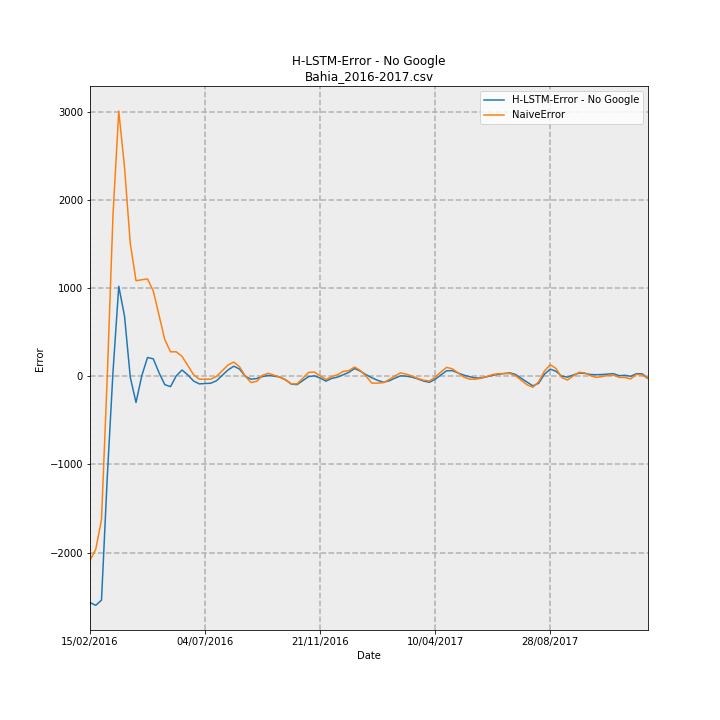 H-LSTM-Error - No Google
Bahia_2016-2017.csv
H-LSTM-Error - No Google
NaiveError
3000
2000
1000
0
−1000
−2000
Error
15/02/2016
04/07/2016
21/11/2016
10/04/2017
28/08/2017
Date